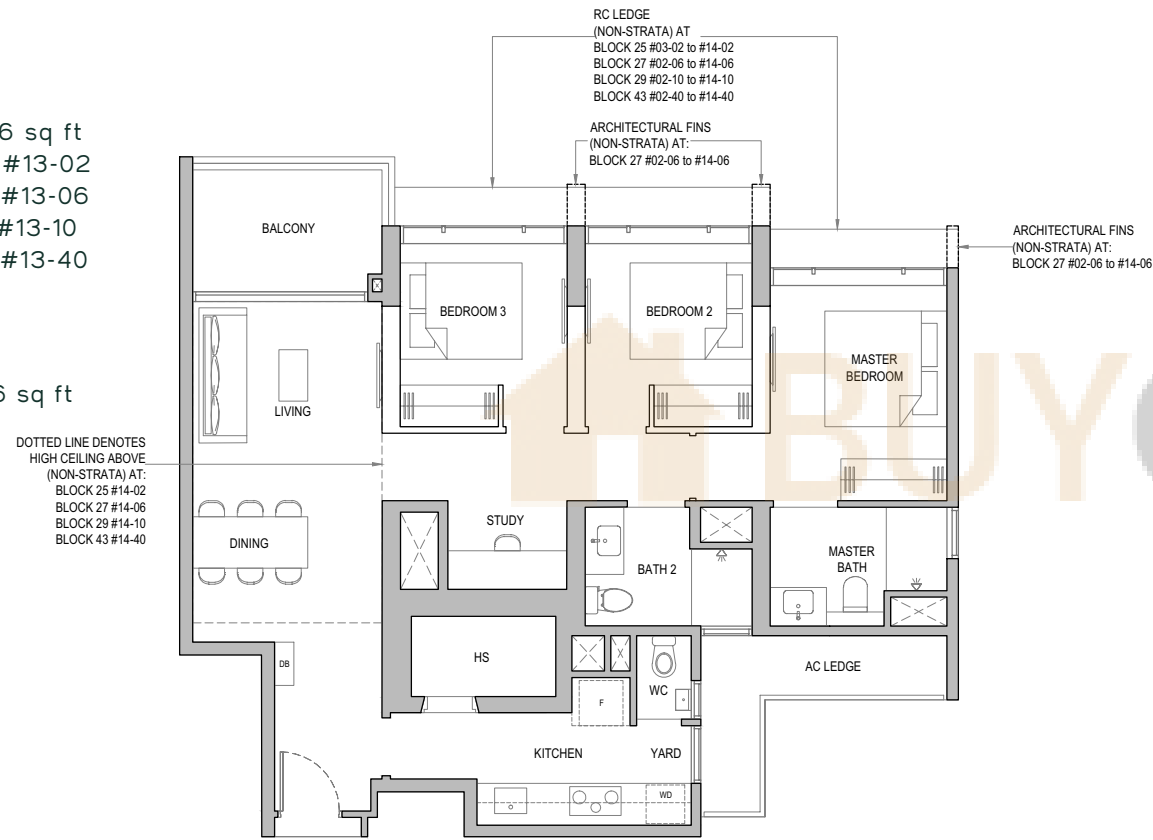 RC LEDGE
(NON-STRATA) AT
BLOCK 25 #03-02 to #14-02
BLOCK 27 #02-06 to #14-06
BLOCK 29 #02-10 to #14-10
BLOCK 43 #02-40 to #14-40
6 sq ft
#13-02
#13-06
#13-10
#13-40
ARCHITECTURAL FINS
(NON-STRATA) AT:
BLOCK 27 #02-06 to #14-06
ARCHITECTURAL FINS
(NON-STRATA) AT:
BLOCK 27 #02-06 to #14-06
BALCONY
BEDROOM 3
BEDROOM 2
MASTER
BEDROOM
BUY
sq ft
LIVING
DOTTED LINE DENOTES
HIGH CEILING ABOVE
(NON-STRATA) AT:
BLOCK 25 #14-02
BLOCK 27 #14-06
BLOCK 29 #14-10
BLOCK 43 #14-40
DINING
STUDY
BATH 2
MASTER
BATH
HS
DB
WC
AC LEDGE
F
KITCHEN
YARD
WD